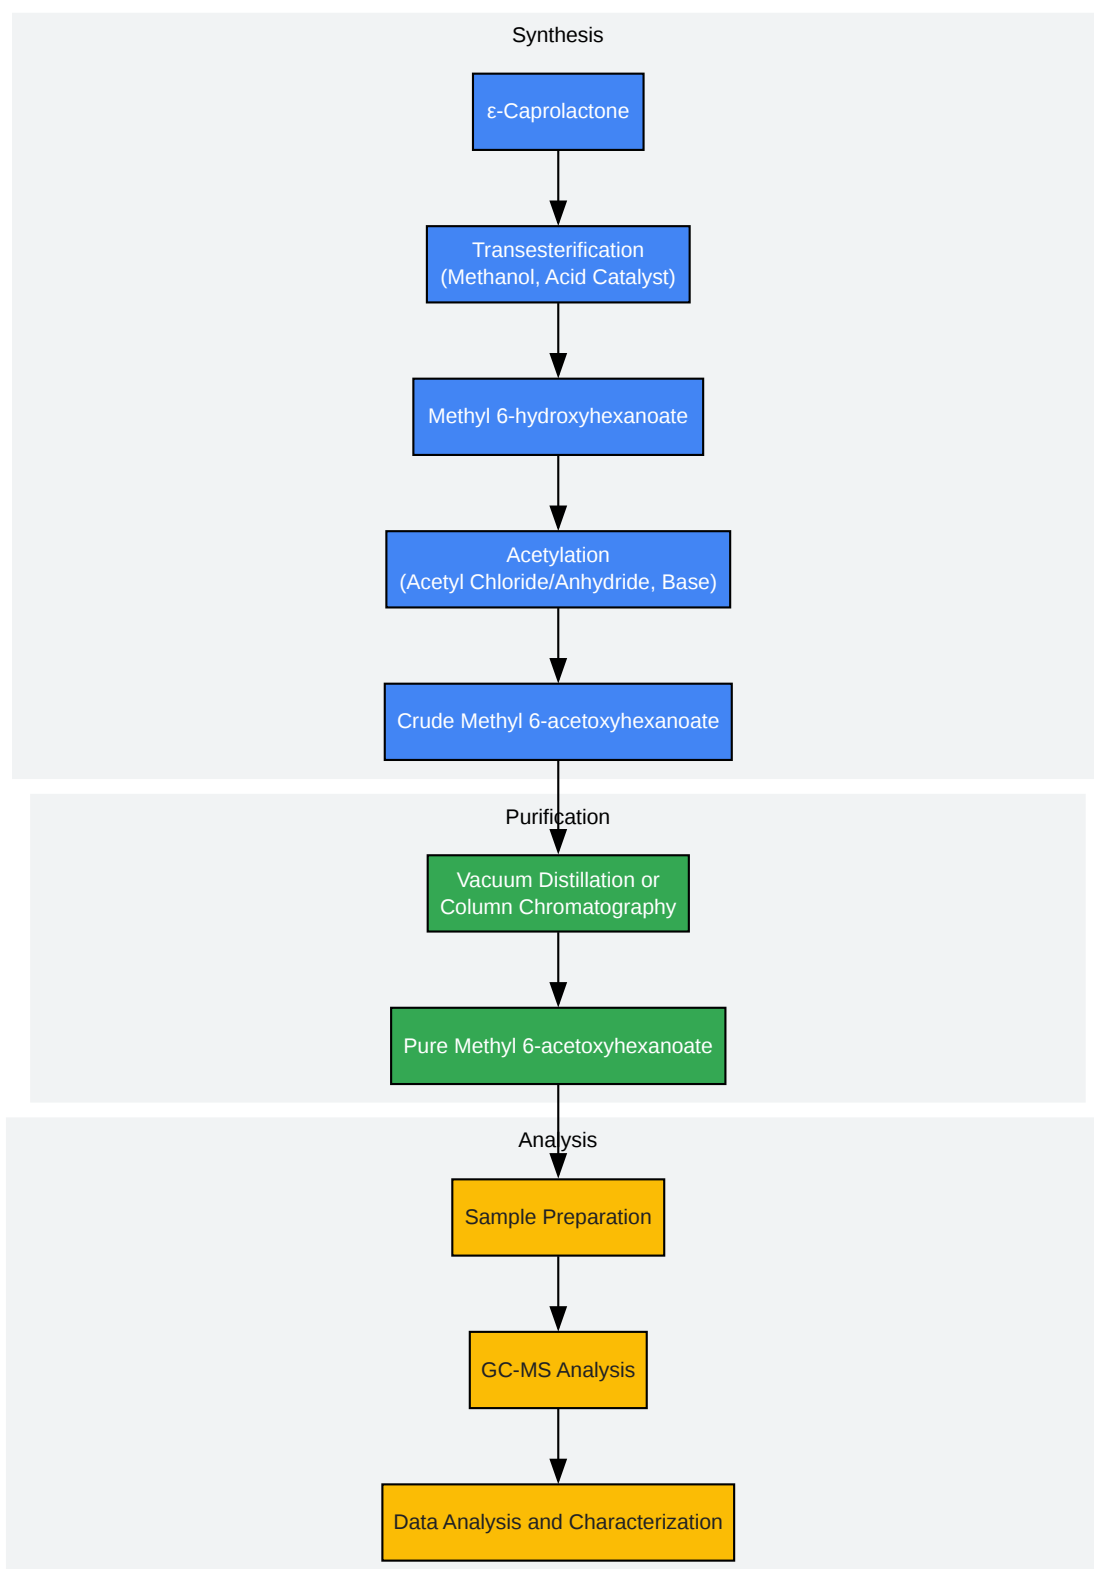 Synthesis
ε-Caprolactone
Transesterification
(Methanol, Acid Catalyst)
Methyl 6-hydroxyhexanoate
Acetylation
(Acetyl Chloride/Anhydride, Base)
Crude Methyl 6-acetoxyhexanoate
Purification
Vacuum Distillation or
Column Chromatography
Pure Methyl 6-acetoxyhexanoate
Analysis
Sample Preparation
GC-MS Analysis
Data Analysis and Characterization